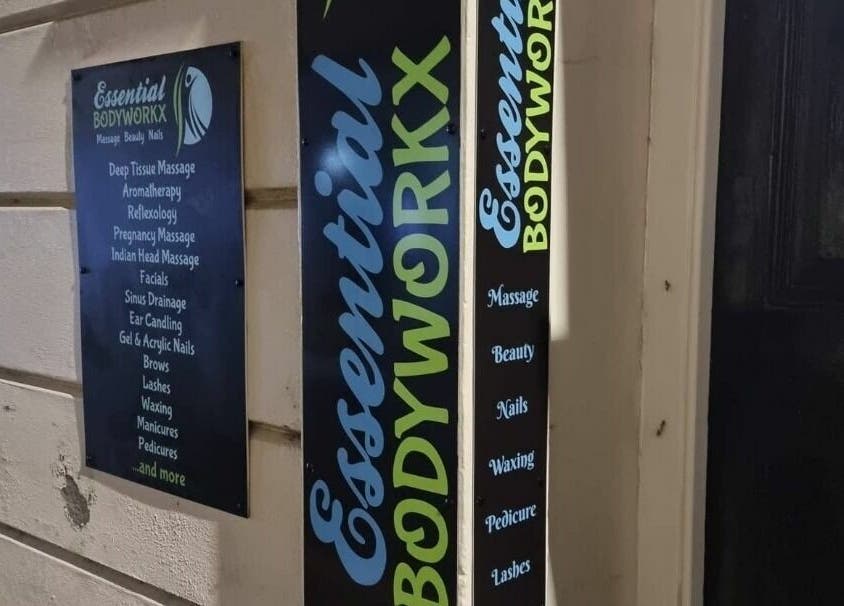 Essential
BODYWORKX
Massage Beauty Nails
Deep Tissue Massage
Aromatherapy
Reflexology
Pregnancy Massage
Indian Head Massage
Facials
Sinus Drainage
Ear Candling
Gel & Acrylic Nails
Brows
Lashes
Waxing
Manicures
Pedicures
...and more
Essential
BODYWORKX
Essenti
BODYWOR
Massage
Beauty
Nails
Waxing
Pedicure
Lashes